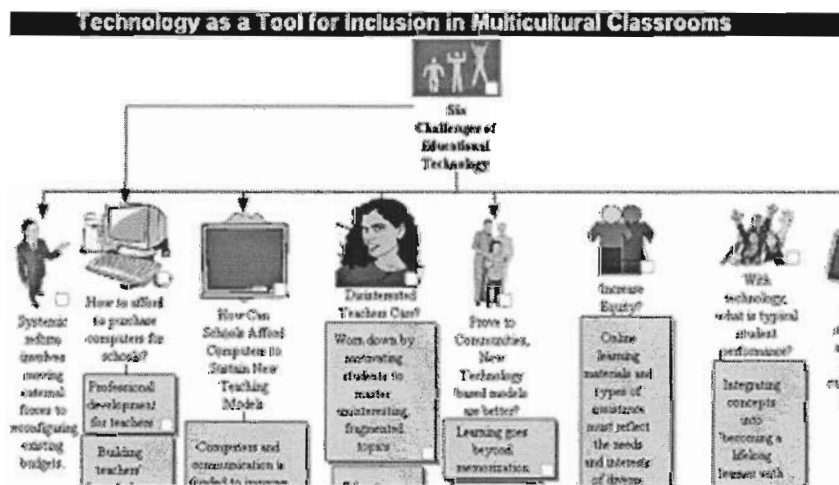 Technology as a Tool for Inclusion in Multicultural Classrooms
Six
Challenges of
Educational
Technology
Systemic
reform
involves
moving
external
forces to
reconfiguring
existing
budgets.
How to afford
to purchase
computers for
schools?
Professional
development
for teachers
Building
teachers'
How Can
Schools Afford
Computers to
Sustain New
Teaching
Models
Computers and
communication is
funded to improve
Disinterested
Teachers Care?
Worn down by
motivating
students to
master
uninteresting,
fragmented
topics
Prove to
Communities,
New
Technology
based models
are better?
Learning goes
beyond
memorization
Increase
Equity?
Online
learning
materials and
types of
assistance
must reflect
the needs
and interests
of diverse
With
technology,
what is typical
student
performance?
Integrating
concepts
into
becoming a
lifelong
learner with